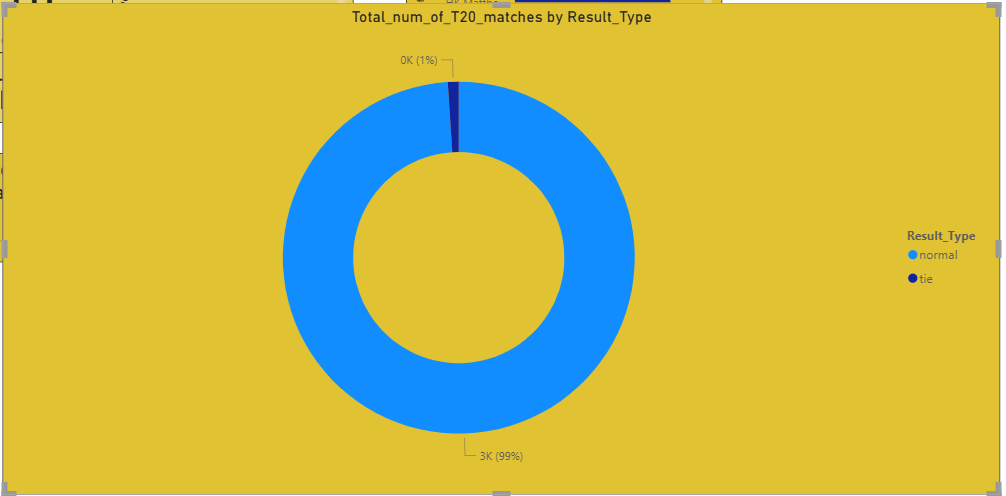 Total_num_of_T20_matches by Result_Type
0K (1%)
Result_Type
normal
tie
3K (99%)